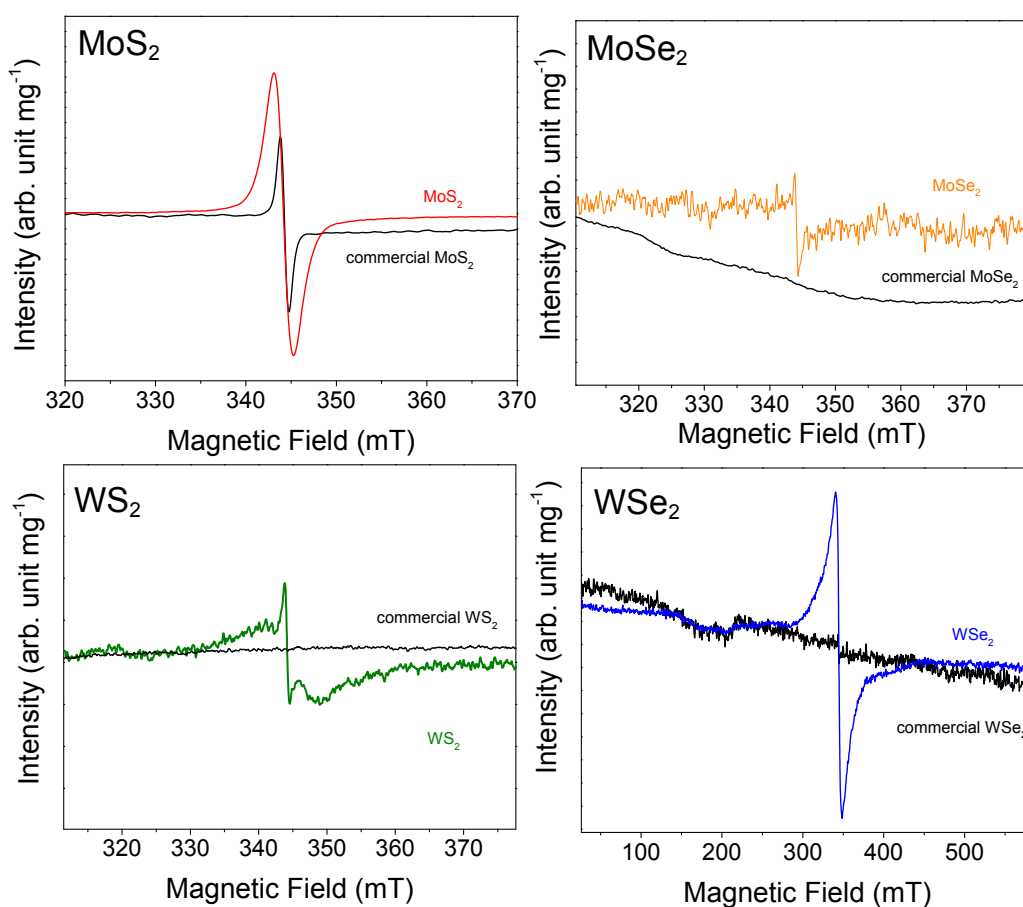 MoS₂
Intensity (arb. unit mg⁻¹)
MoS₂
commercial MoS₂
320 330 340 350 360 370
Magnetic Field (mT)
MoSe₂
Intensity (arb. unit mg⁻¹)
MoSe₂
commercial MoSe₂
320 330 340 350 360 370
Magnetic Field (mT)
WS₂
Intensity (arb. unit mg⁻¹)
commercial WS₂
WS₂
320 330 340 350 360 370
Magnetic Field (mT)
WSe₂
Intensity (arb. unit mg⁻¹)
WSe₂
commercial WSe₂
100 200 300 400 500
Magnetic Field (mT)